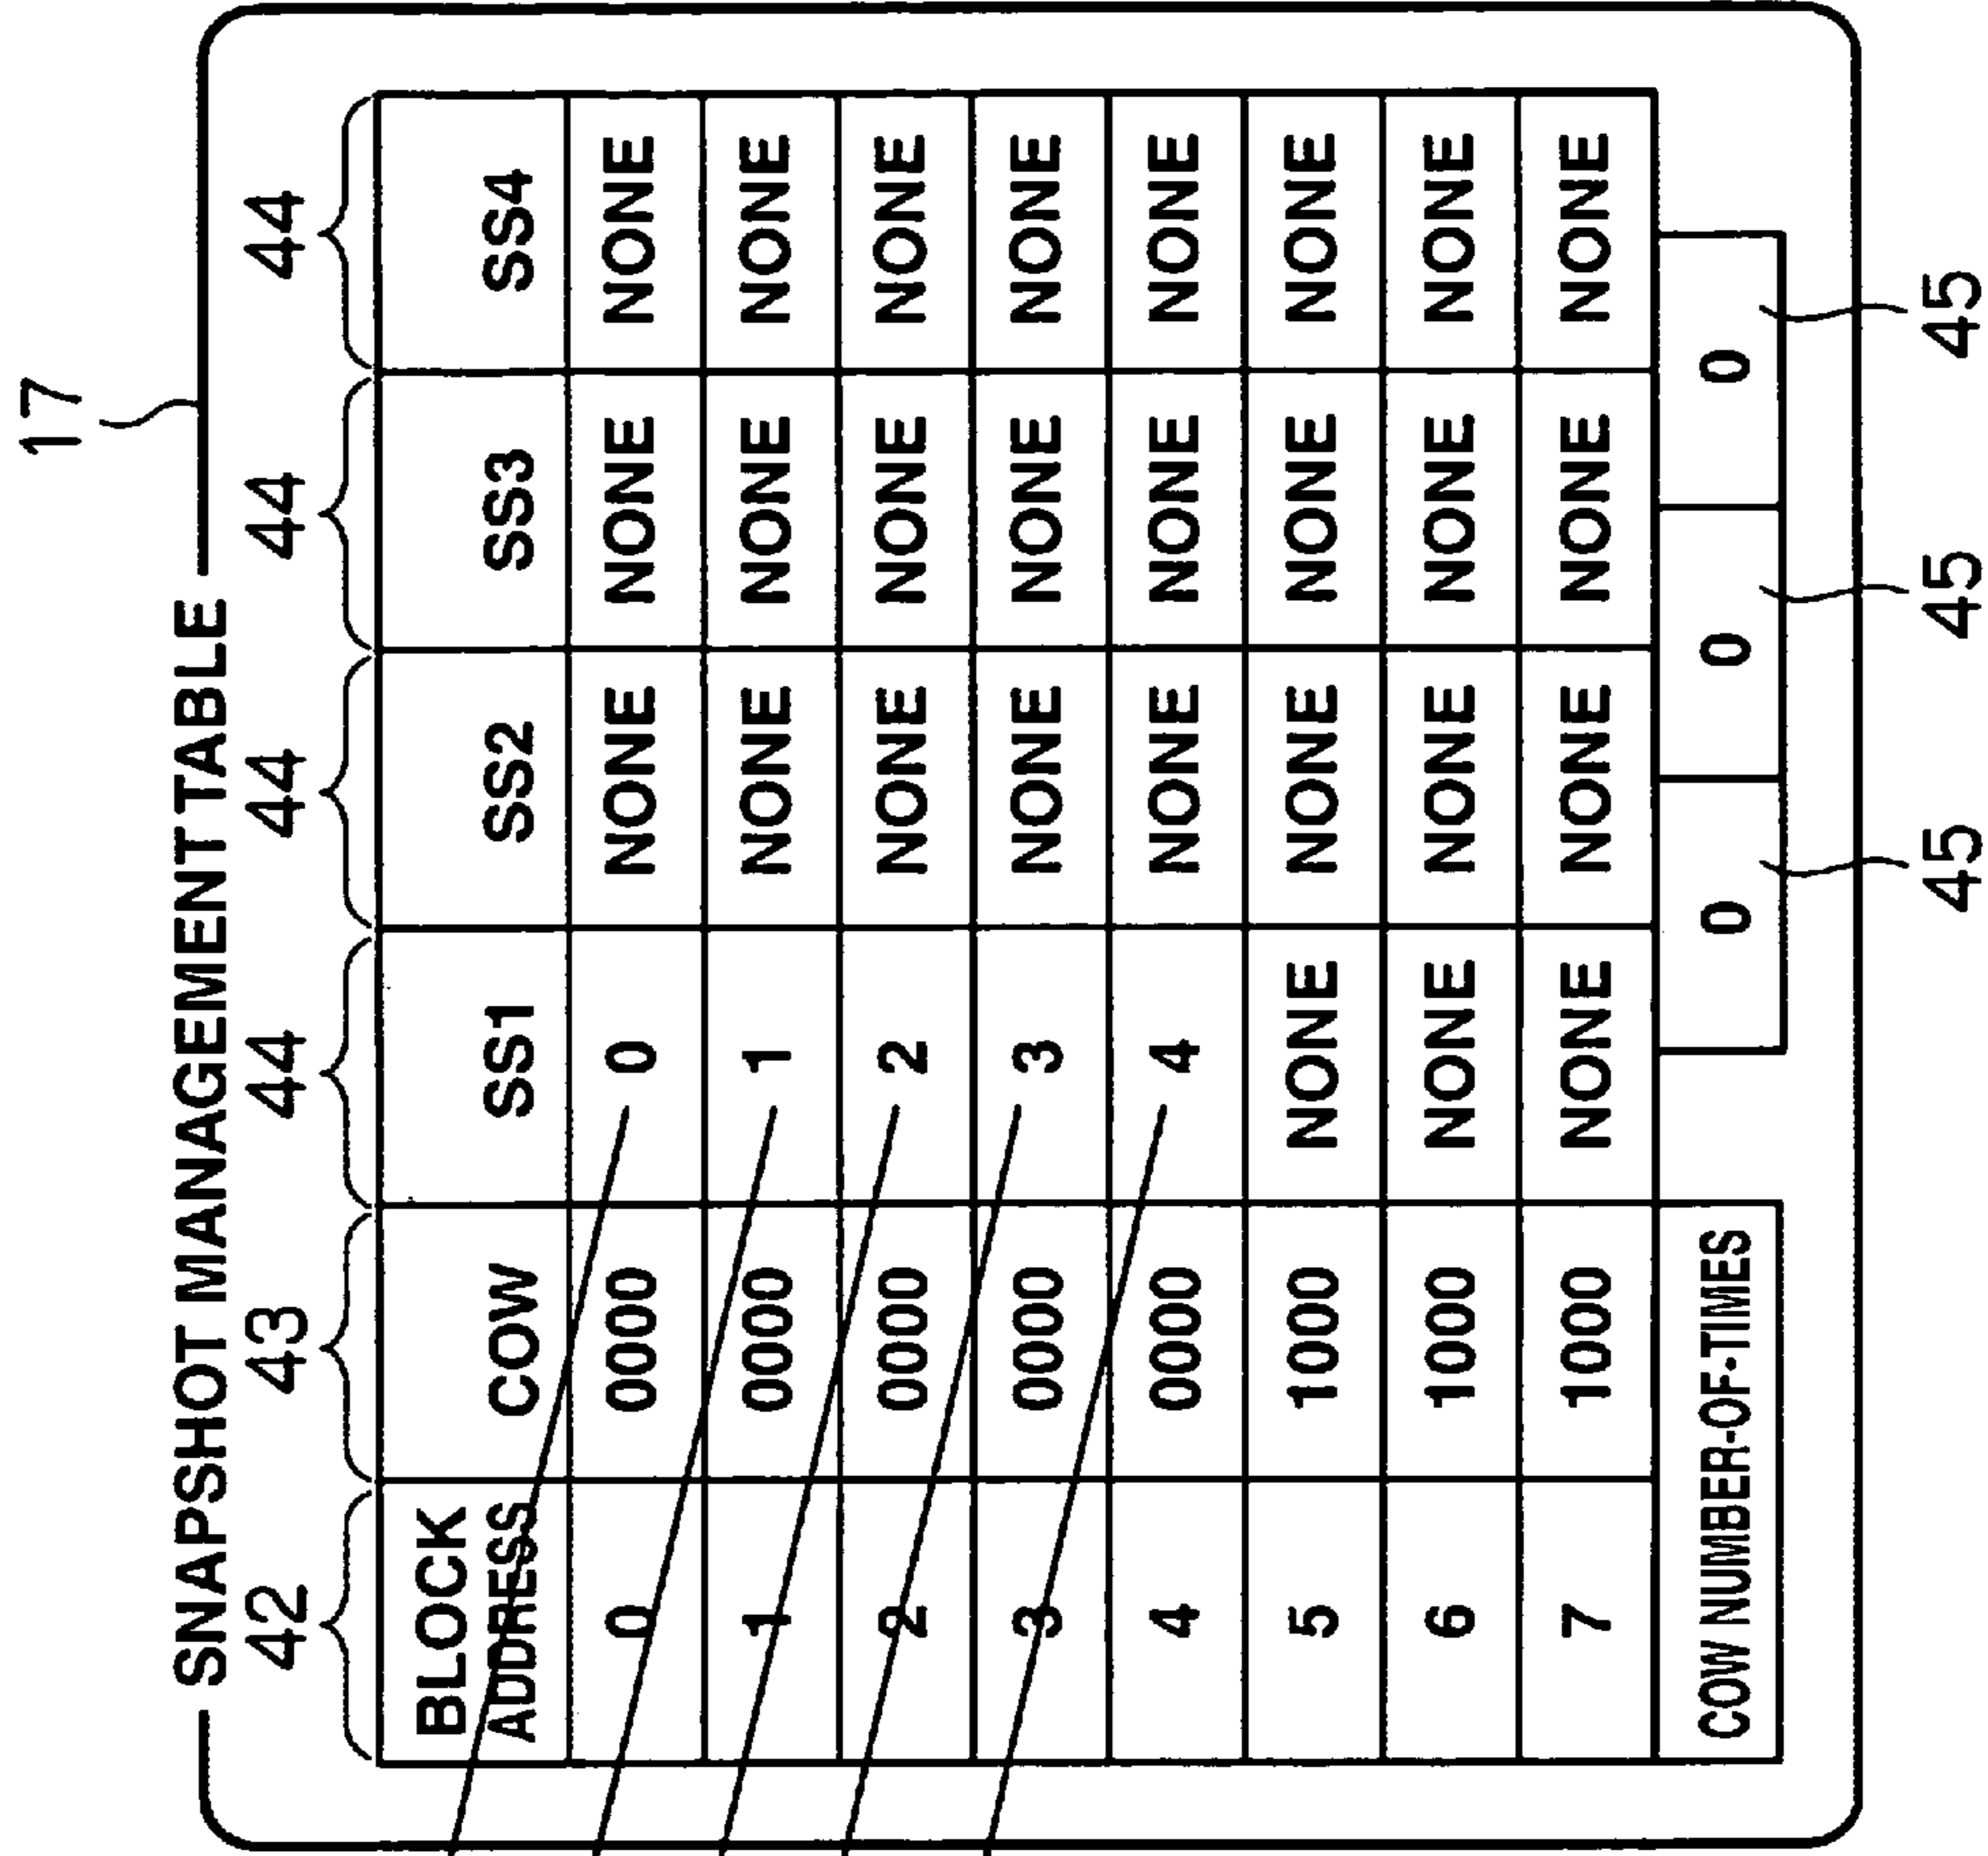 17
SNAPSHOT MANAGEMENT TABLE
42 43 44 44 44 44
BLOCK ADDRESS COW SS1 SS2 SS3 SS4
0 0000 0 NONE NONE NONE
1 0000 1 NONE NONE NONE
2 0000 2 NONE NONE NONE
3 0000 3 NONE NONE NONE
4 0000 4 NONE NONE NONE
5 1000 NONE NONE NONE NONE
6 1000 NONE NONE NONE NONE
7 1000 NONE NONE NONE NONE
COW NUMBER-OF-TIMES 0 0 0
45 45 45